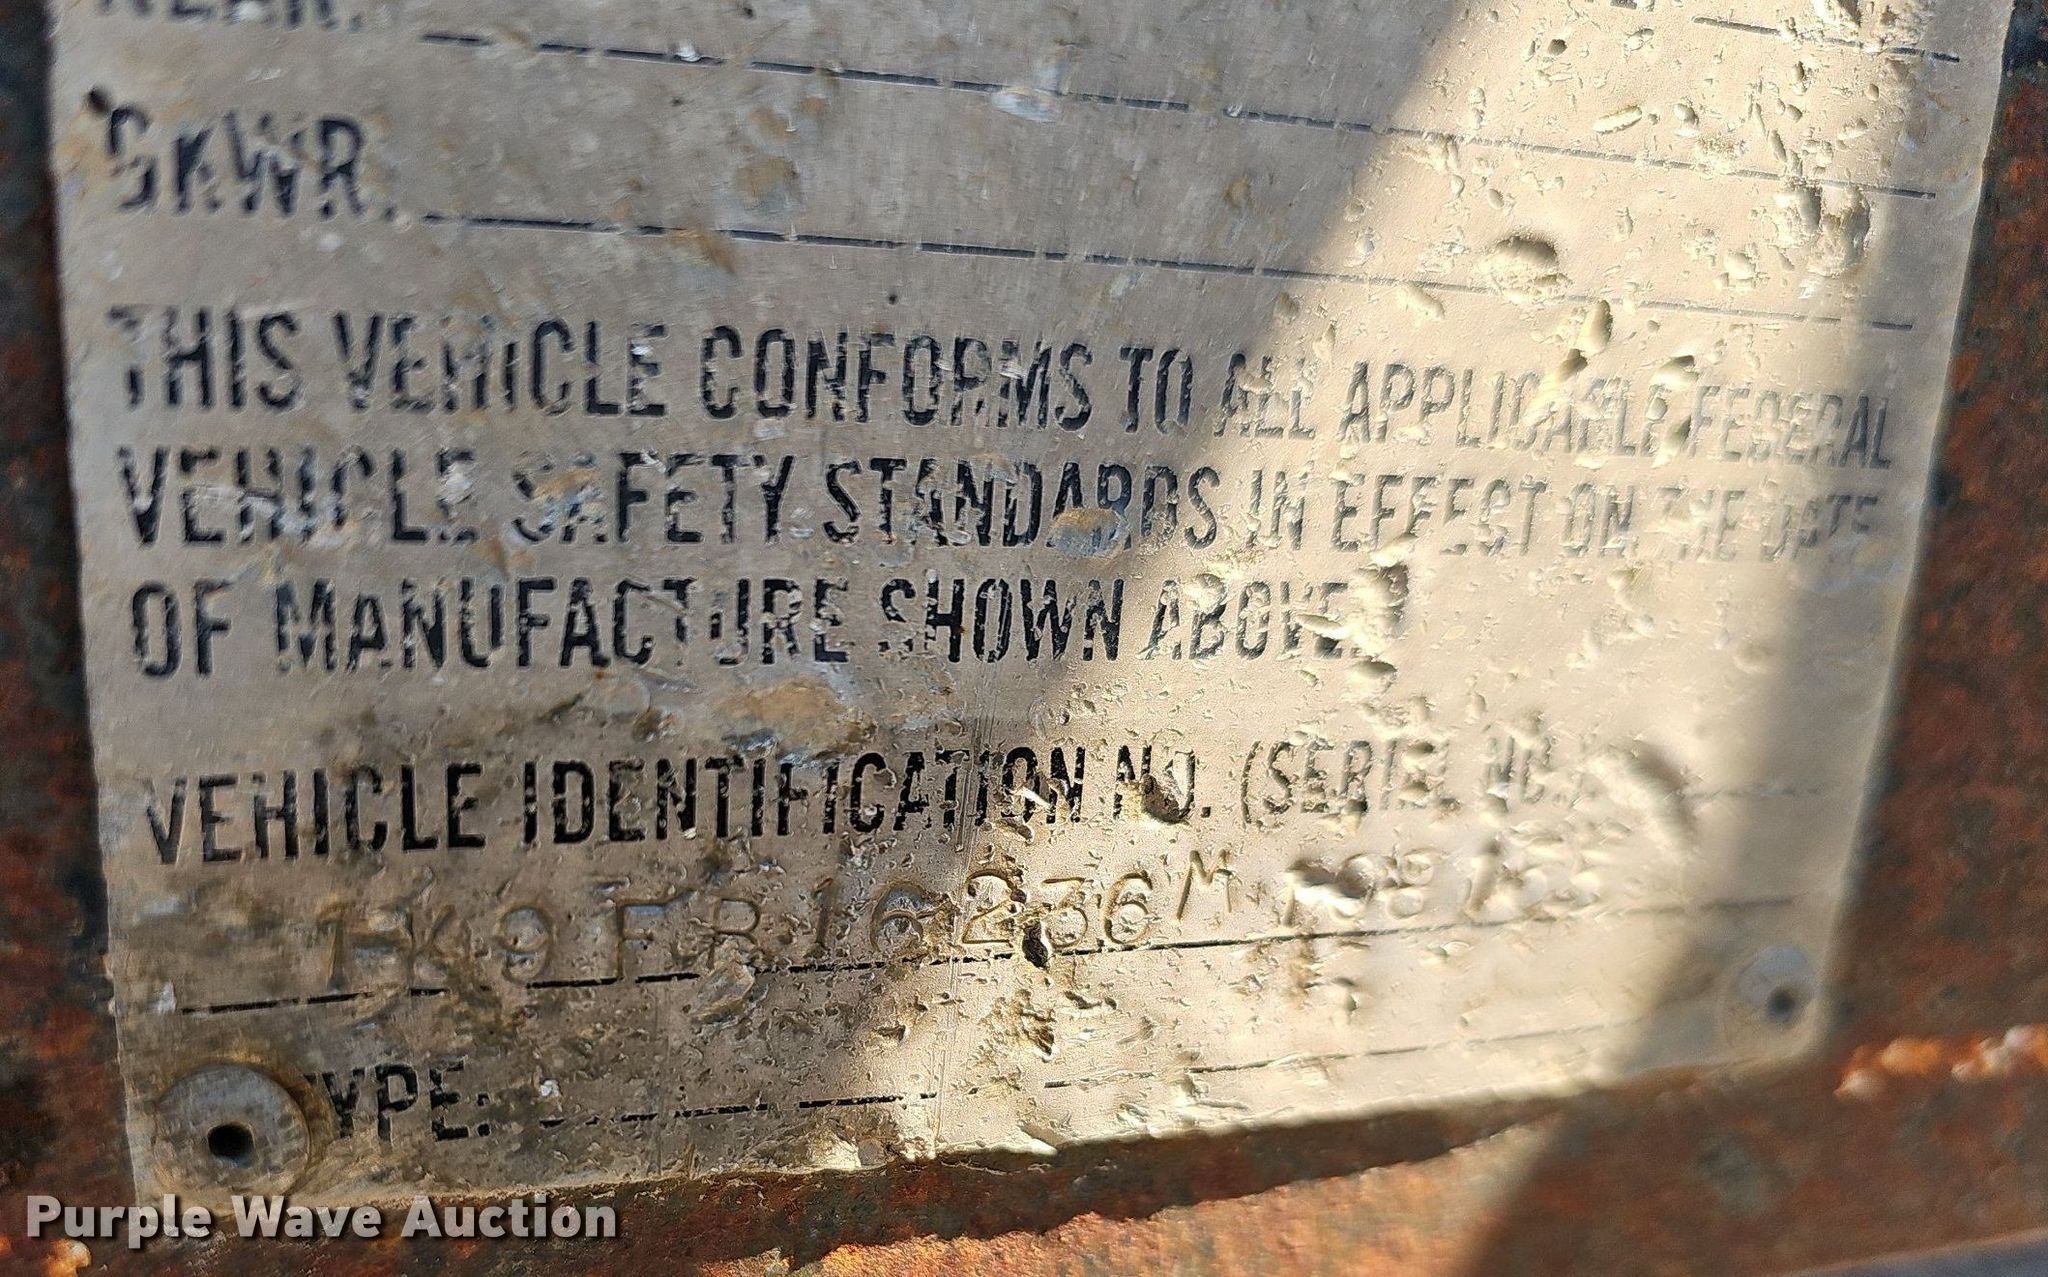 GKWR.
THIS VEHICLE CONFORMS TO ALL APPLICABLE FEDERAL
VEHICLE SAFETY STANDARDS IN EFFECT ON THE DATE
OF MANUFACTURE SHOWN ABOVE.
VEHICLE IDENTIFICATION NO. (SERIAL NO.)
TYPE:
Purple Wave Auction